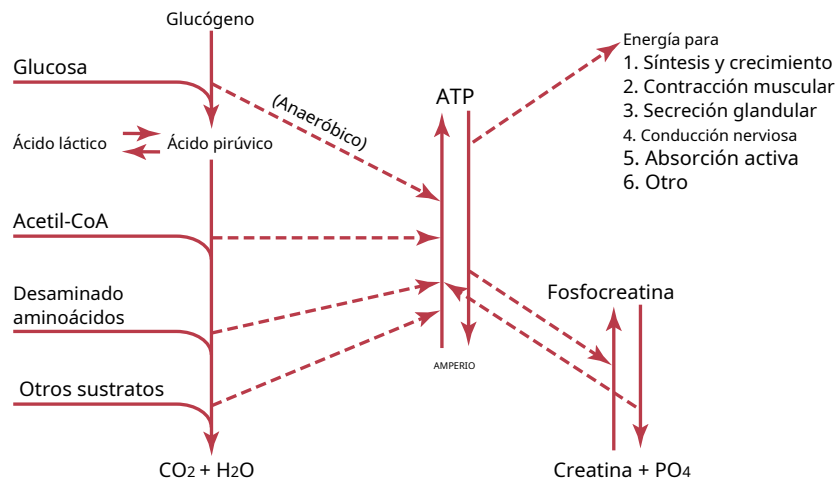 Glucógeno
Glucosa
(Anaeróbico)
Ácido láctico
Ácido pirúvico
Acetil-CoA
Desaminado
aminoácidos
Otros sustratos
CO2 + H2O
ATP
AMPERIO
Energía para
1. Síntesis y crecimiento
2. Contracción muscular
3. Secreción glandular
4. Conducción nerviosa
5. Absorción activa
6. Otro
Fosfocreatina
Creatina + PO4